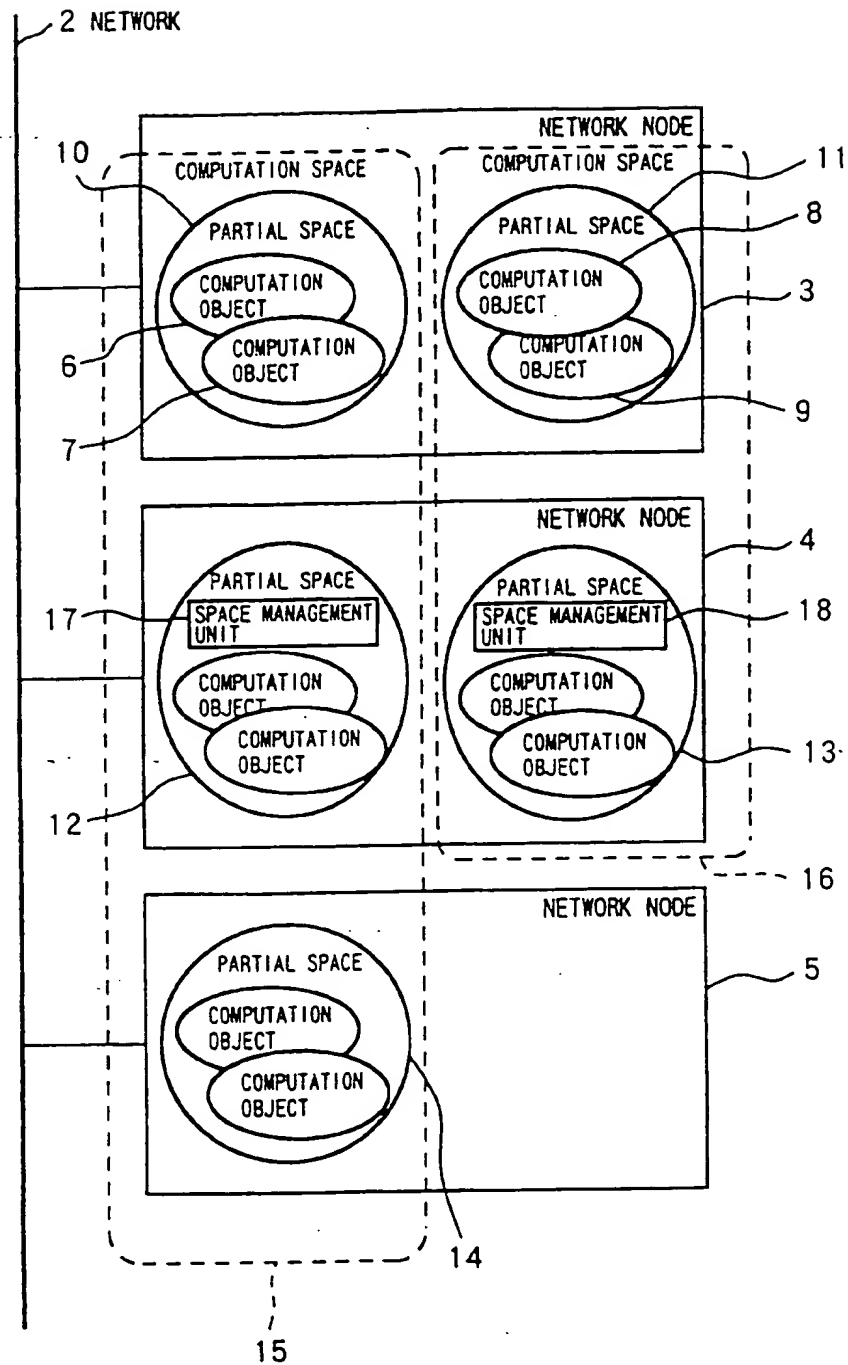 2 NETWORK
NETWORK NODE
10
COMPUTATION SPACE
COMPUTATION SPACE
11
PARTIAL SPACE
PARTIAL SPACE
8
COMPUTATION
OBJECT
COMPUTATION
OBJECT
3
6
COMPUTATION
OBJECT
COMPUTATION
OBJECT
7
9
NETWORK NODE
4
PARTIAL SPACE
PARTIAL SPACE
17
SPACE MANAGEMENT
UNIT
SPACE MANAGEMENT
UNIT
18
COMPUTATION
OBJECT
COMPUTATION
OBJECT
COMPUTATION
OBJECT
COMPUTATION
OBJECT
13
12
16
NETWORK NODE
PARTIAL SPACE
5
COMPUTATION
OBJECT
COMPUTATION
OBJECT
14
15